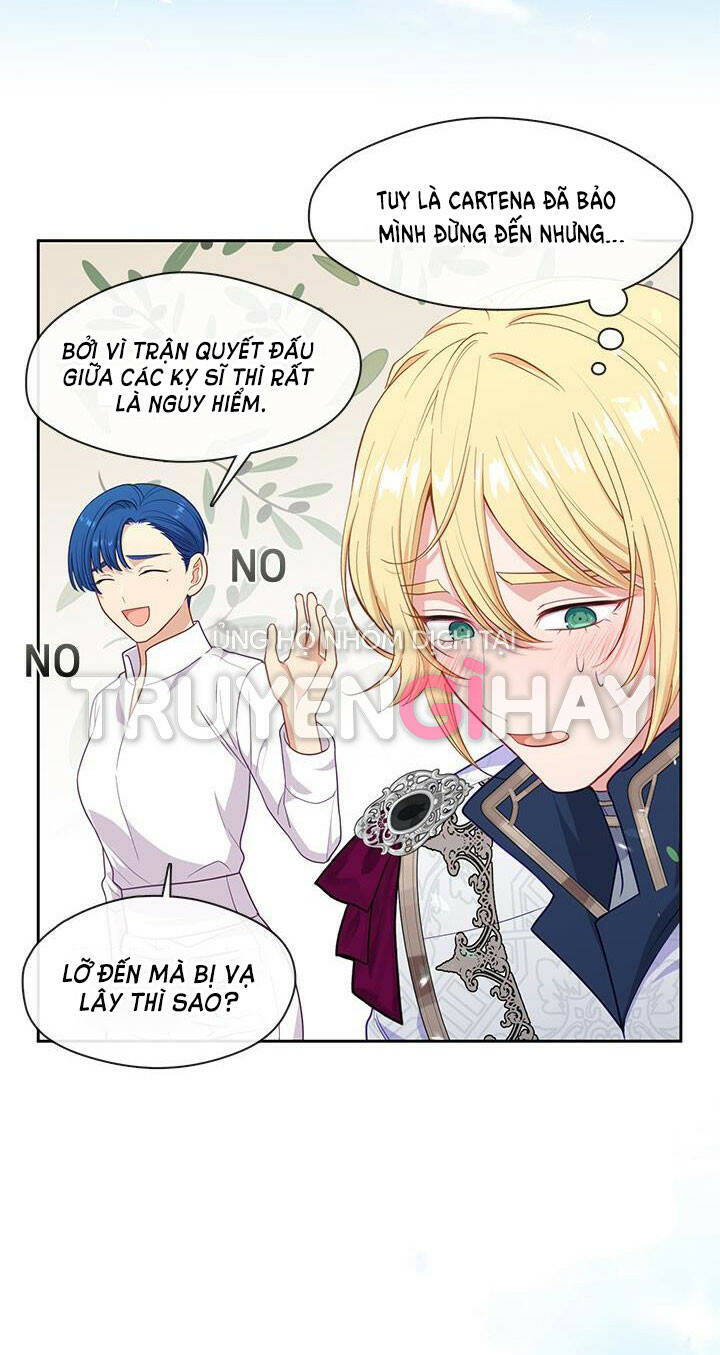 TUY LÀ CARTENA ĐÃ BẢO
MÌNH ĐỪNG ĐẾN NHƯNG...
BỞI VÌ TRẬN QUYẾT ĐẤU
GIỮA CÁC KỴ SĨ THÌ RẤT
LÀ NGUY HIỂM.
NO
NO
ỦNG HỘ NHÓM DỊCH TẠI
TRUYENGÌHAY
LỠ ĐẾN MÀ BỊ VẠ
LÂY THÌ SAO?